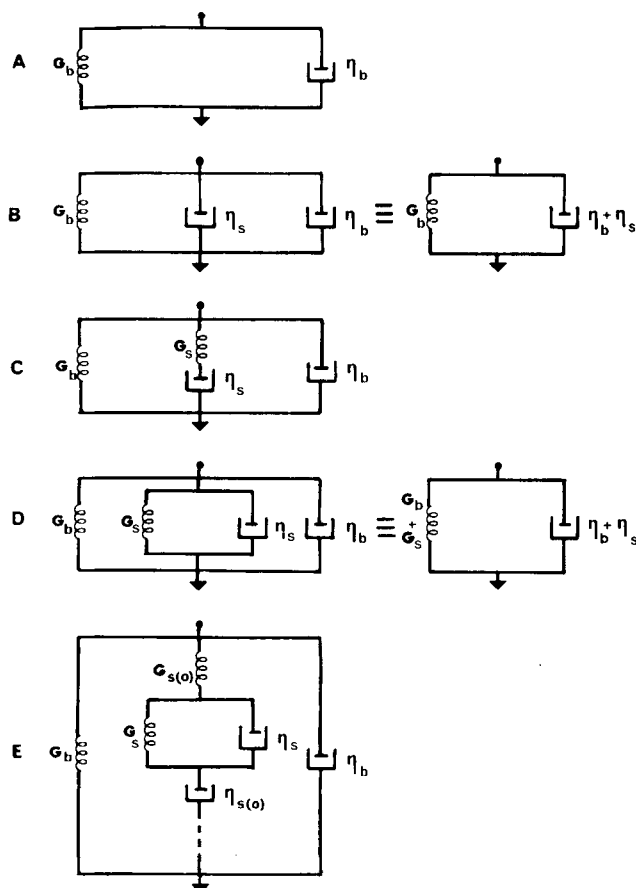 A G_b η_b
B G_b η_s η_b ≡ G_b η_b + η_s
C G_b G_s η_s η_b
D G_b G_s η_s η_b ≡ G_b + G_s η_b + η_s
G_s(o)
E G_b G_s η_s η_b
η_s(o)